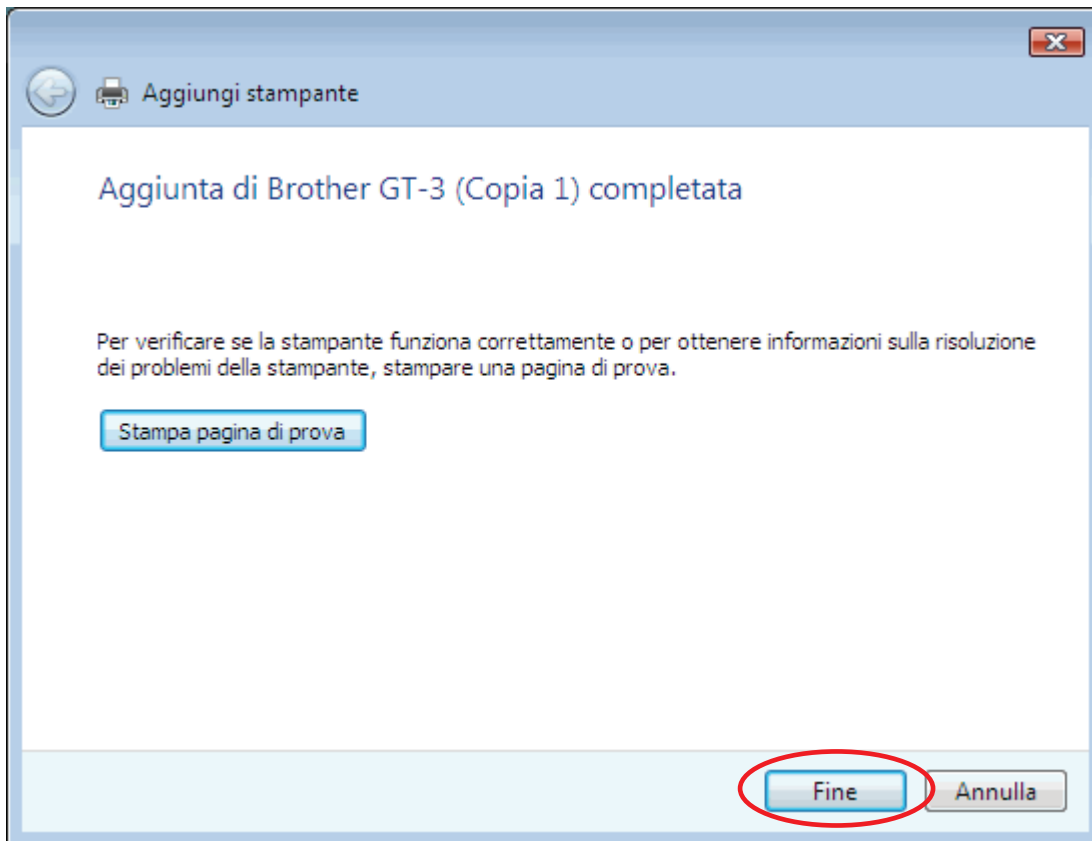 Aggiungi stampante
Aggiunta di Brother GT-3 (Copia 1) completata
Per verificare se la stampante funziona correttamente o per ottenere informazioni sulla risoluzione
dei problemi della stampante, stampare una pagina di prova.
Stampa pagina di prova
Fine
Annulla